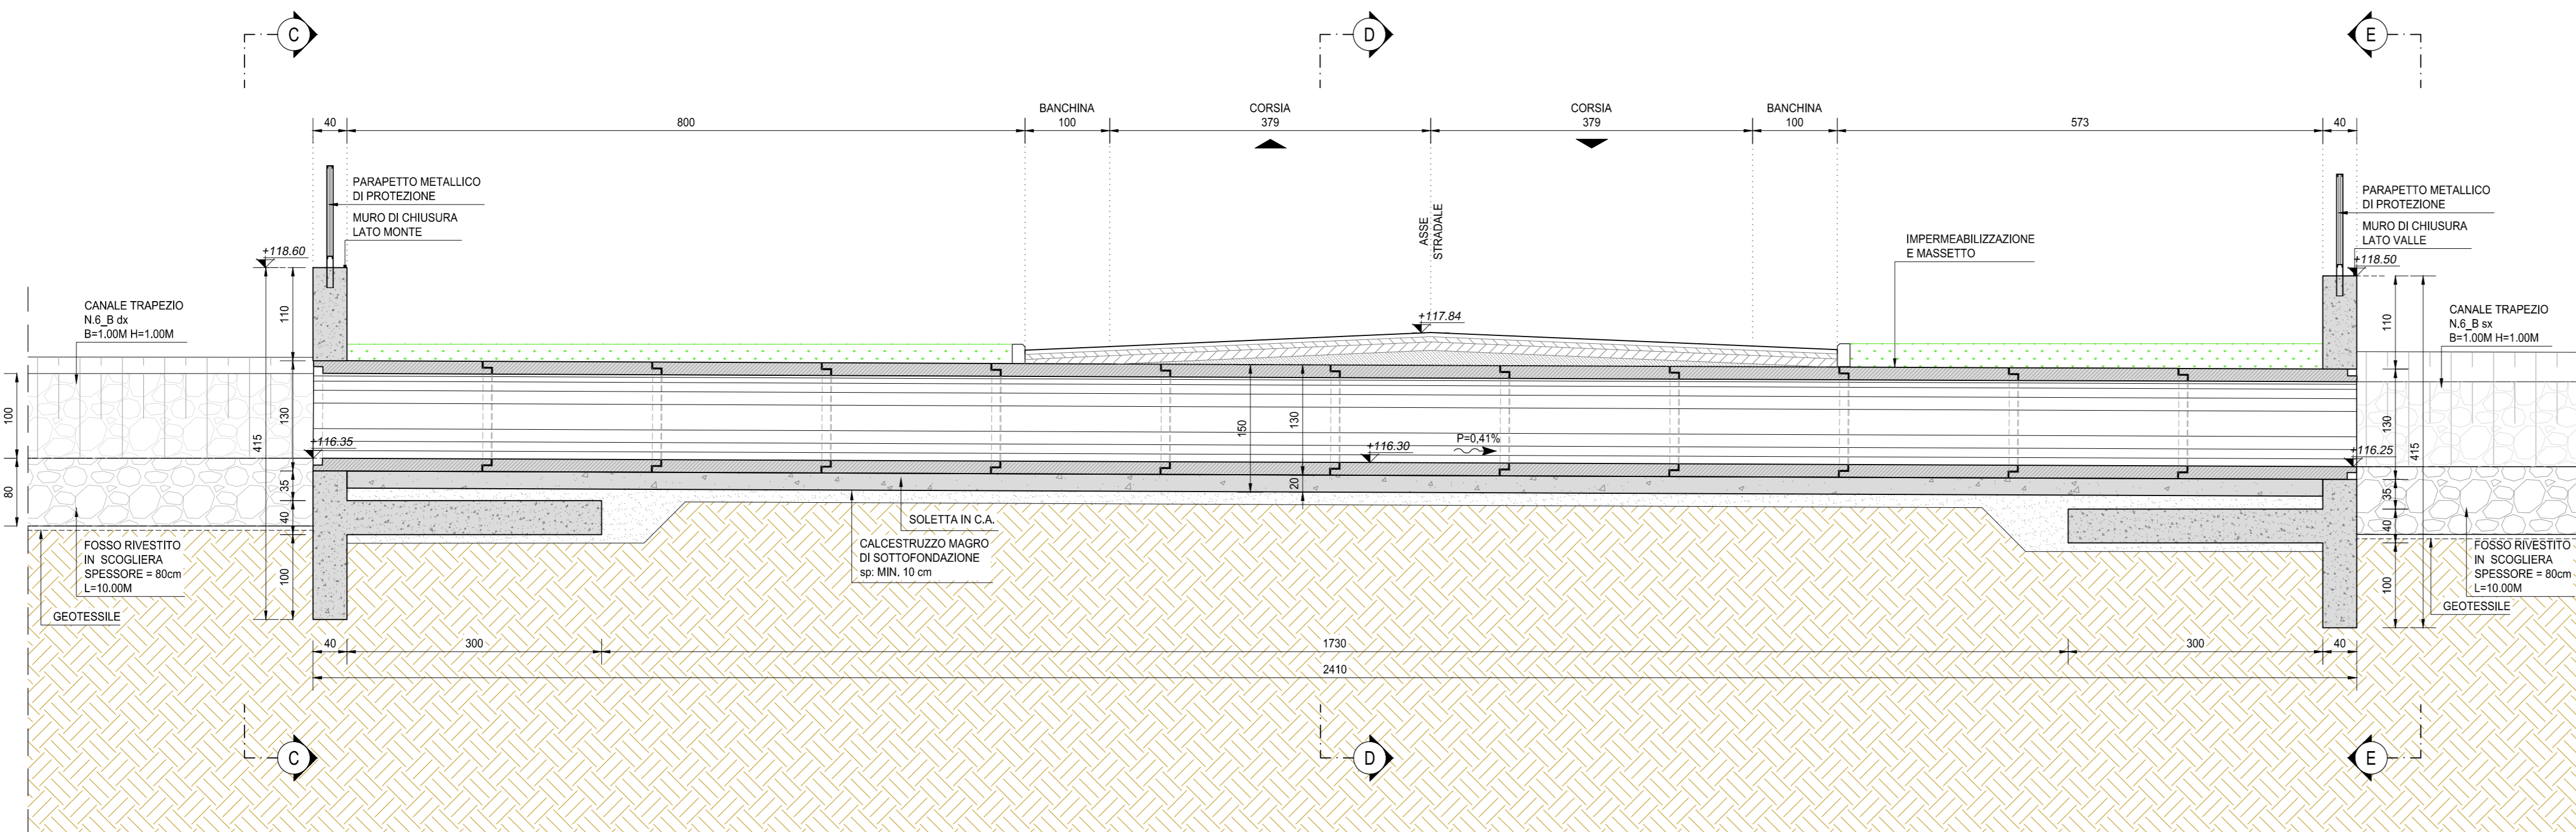 C
D
E
BANCHINA
CORSIA
CORSIA
BANCHINA
40
800
100
379
379
100
573
40
PARAPETTO METALLICO
DI PROTEZIONE
MURO DI CHIUSURA
LATO MONTE
+118.60
ASSE
STRADALE
IMPERMEABILIZZAZIONE
E MASSETTO
PARAPETTO METALLICO
DI PROTEZIONE
MURO DI CHIUSURA
LATO VALLE
+118.50
CANALE TRAPEZIO
N.6_B dx
B=1.00M H=1.00M
110
+117.84
110
CANALE TRAPEZIO
N.6_B sx
B=1.00M H=1.00M
100
80
415
130
35
40
100
+116.35
150
130
20
+116.30
P=0,41%
+116.25
130
35
40
100
415
SOLETTA IN C.A.
CALCESTRUZZO MAGRO
DI SOTTOFONDAZIONE
sp: MIN. 10 cm
FOSSO RIVESTITO
IN SCOGLIERA
SPESSORE = 80cm
L=10.00M
GEOTESSILE
FOSSO RIVESTITO
IN SCOGLIERA
SPESSORE = 80cm
L=10.00M
GEOTESSILE
40
300
1730
300
40
2410
C
D
E